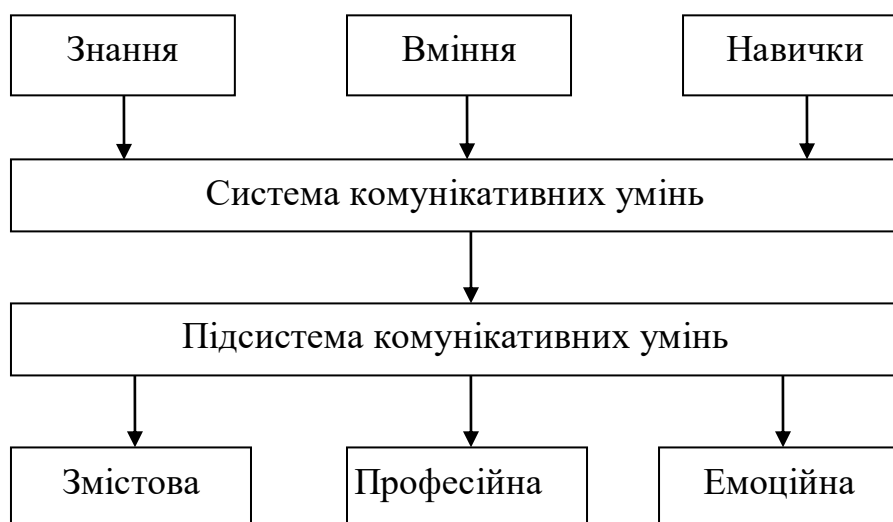 Знання
Вміння
Навички
Система комунікативних умінь
Підсистема комунікативних умінь
Змістова
Професійна
Емоційна